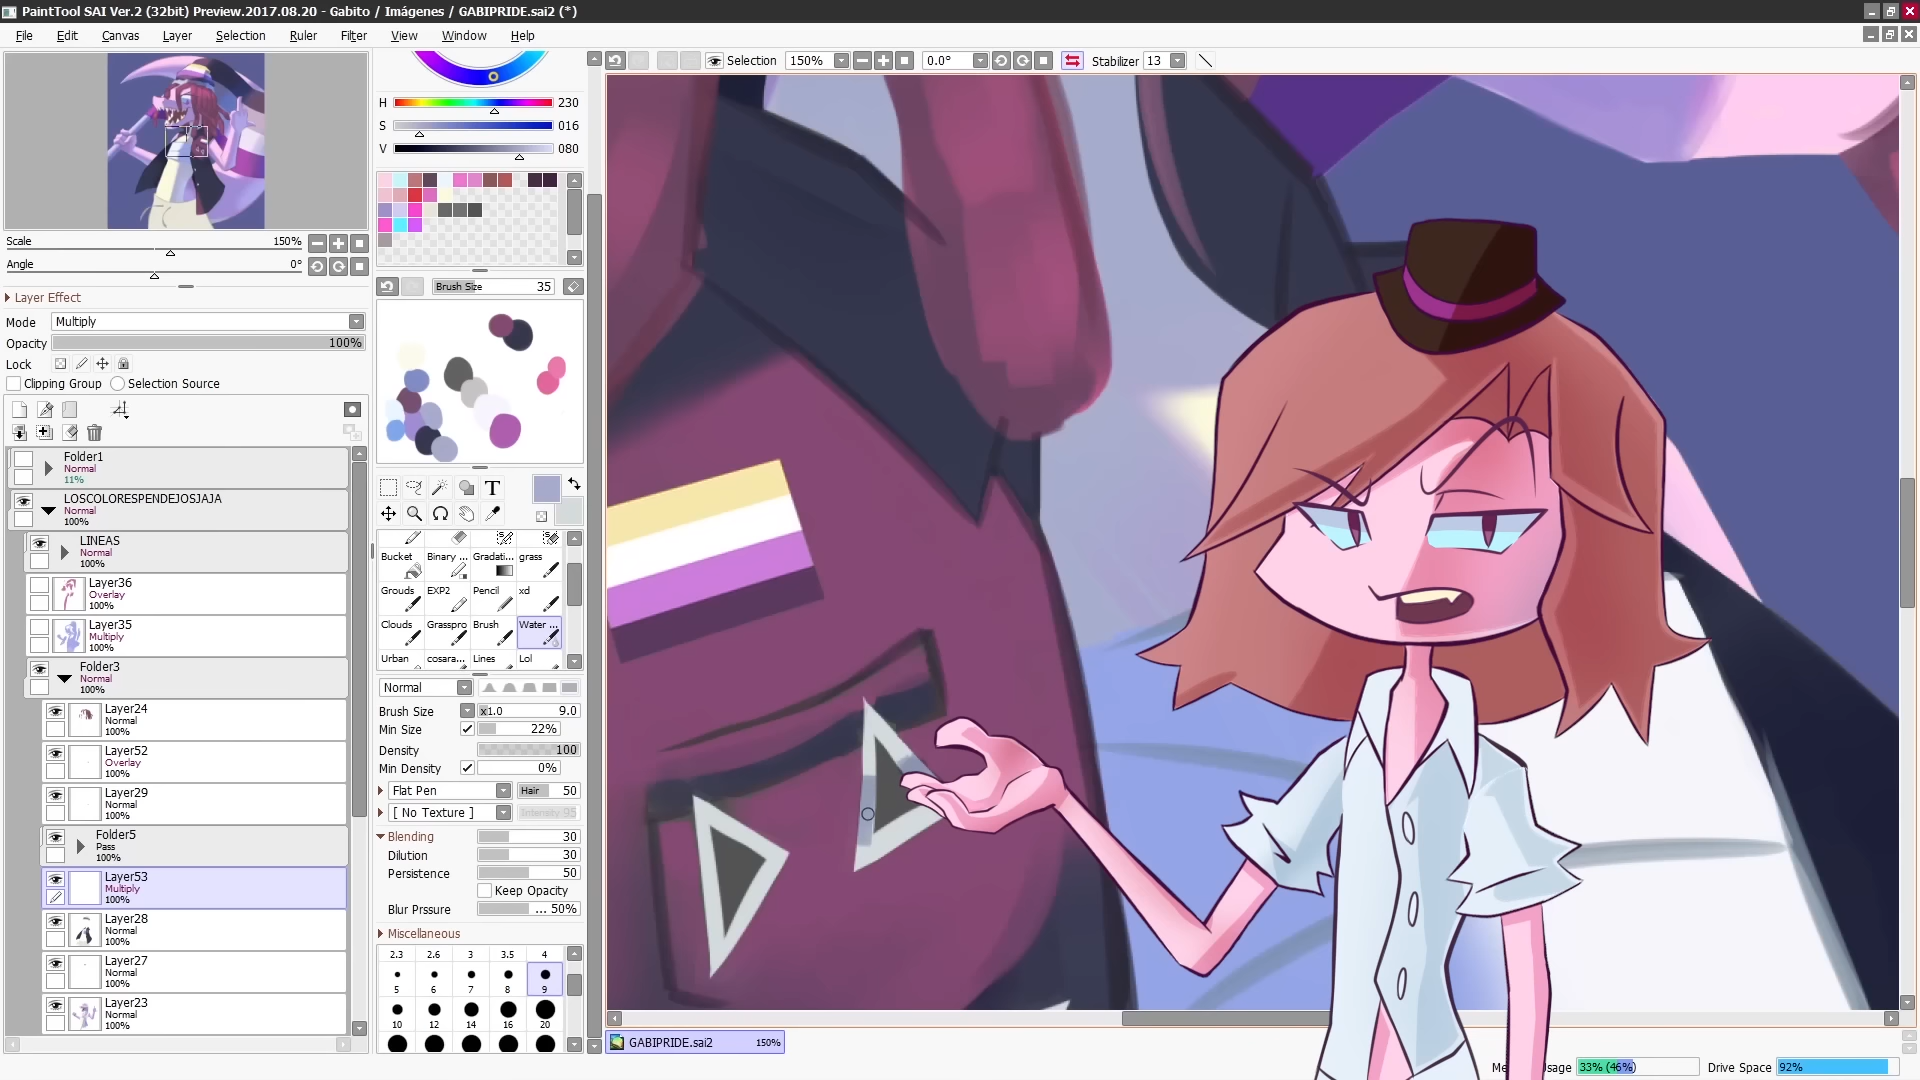 PaintTool SAI Ver.2 (32bit) Preview.2017.08.20 - Gabito / Imágenes / GABIPRIDE.sai2 (*)
File Edit Canvas Layer Selection Ruler Filter View Window Help
Selection 150% 0.0° Stabilizer 13
H 230
S 016
V 080
Scale 150%
Angle 0°
Brush Size 35
Layer Effect
Mode Multiply
Opacity 100%
Lock
Clipping Group Selection Source
Folder1
Normal
11%
LOSCOLORESPENDEJOSJAJA
Normal
100%
LINEAS
Normal
100%
Layer36
Overlay
100%
Layer35
Multiply
100%
Folder3
Normal
100%
Layer24
Normal
100%
Layer52
Overlay
100%
Layer29
Normal
100%
Folder5
Pass
100%
Layer53
Multiply
100%
Layer28
Normal
100%
Layer27
Normal
100%
Layer23
Normal
100%
T
Bucket Binary ... Gradati... grass
Grouds EXP2 Pencil xd
Clouds Grasspro Brush Water ...
Urban cosara... Lines Lol
Normal
Brush Size x1.0 9.0
Min Size 22%
Density 100
Min Density 0%
Flat Pen Hair 50
[ No Texture ] Intensity 95
Blending 30
Dilution 30
Persistence 50
Keep Opacity
Blur Prssure ... 50%
Miscellaneous
2.3 2.6 3 3.5 4
5 6 7 8 9
10 12 14 16 20
GABIPRIDE.sai2 150%
33% (46%) Drive Space 92%